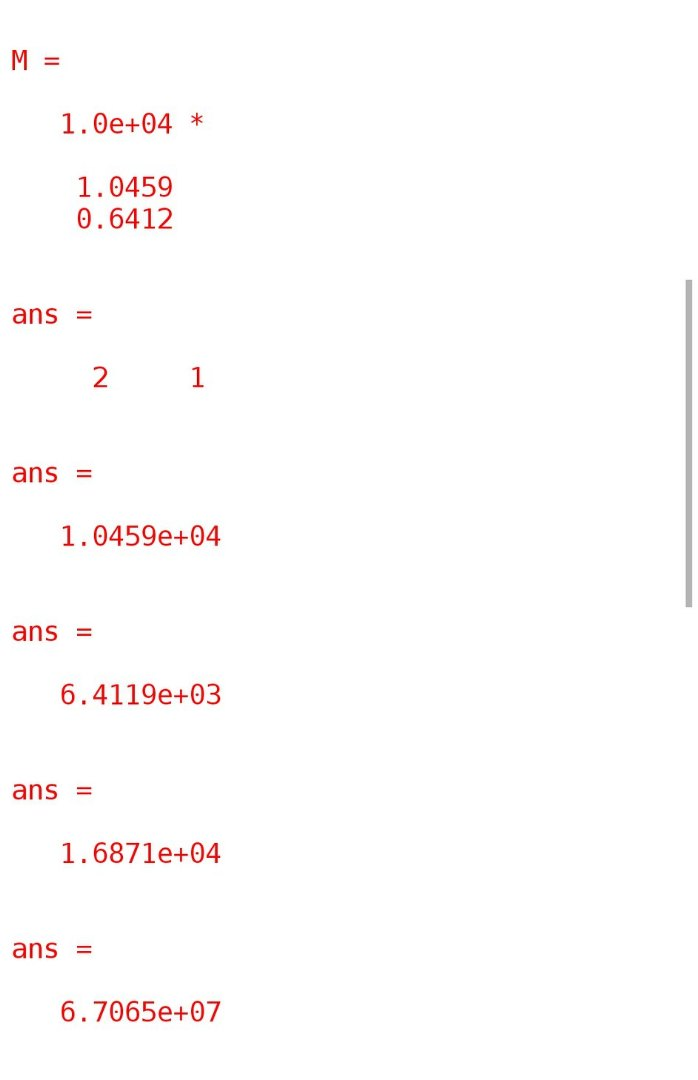 M =
1.0e+04 *
1.0459
0.6412
ans =
2     1
ans =
1.0459e+04
ans =
6.4119e+03
ans =
1.6871e+04
ans =
6.7065e+07